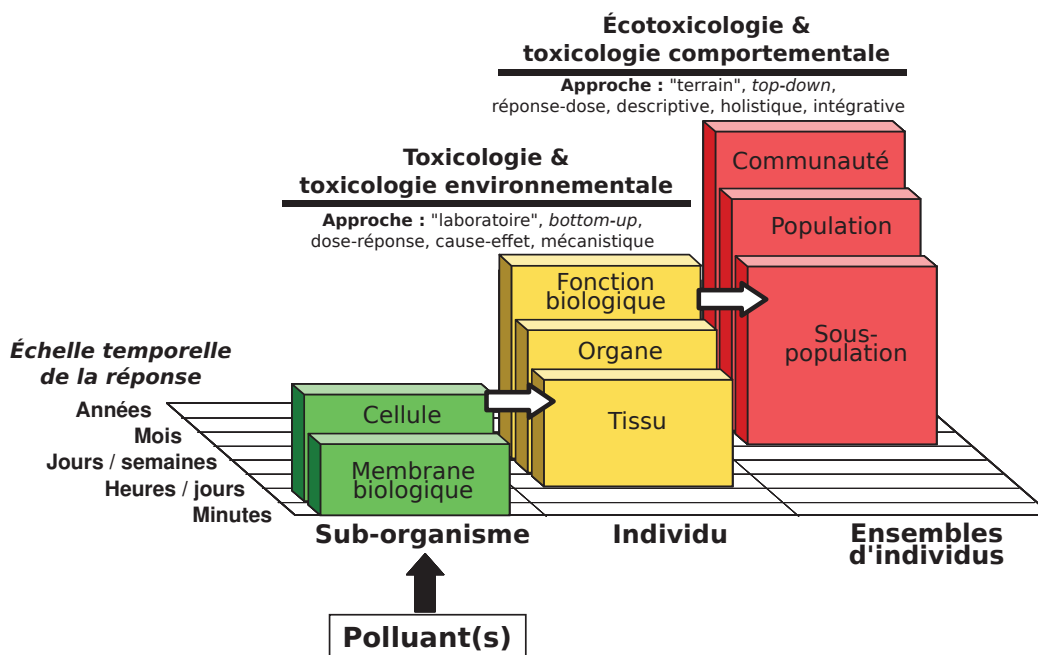 Écotoxicologie &
toxicologie comportementale
Approche : "terrain", top-down,
réponse-dose, descriptive, holistique, intégrative
Toxicologie &
toxicologie environnementale
Approche : "laboratoire", bottom-up,
dose-réponse, cause-effet, mécanistique
Communauté
Population
Sous-
population
Fonction
biologique
Organe
Tissu
Cellule
Membrane
biologique
Échelle temporelle
de la réponse
Années
Mois
Jours / semaines
Heures / jours
Minutes
Sub-organisme
Individu
Ensembles
d'individus
Polluant(s)